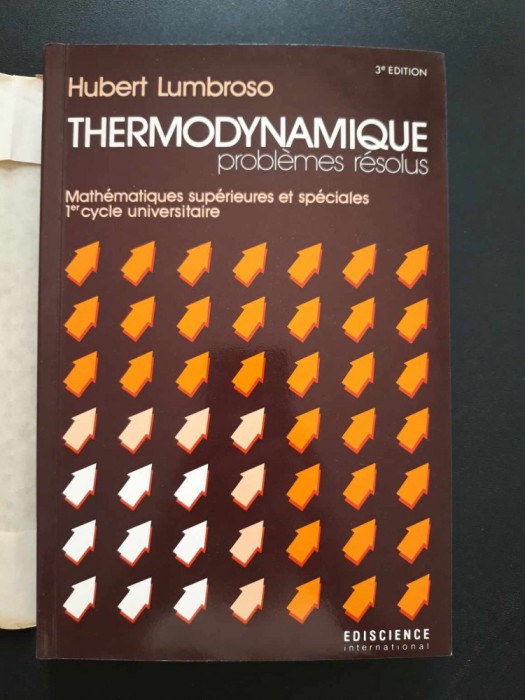 3e EDITION
Hubert Lumbroso
THERMODYNAMIQUE
problèmes résolus
Mathématiques supérieures et spéciales
1er cycle universitaire
EDISCIENCE
international